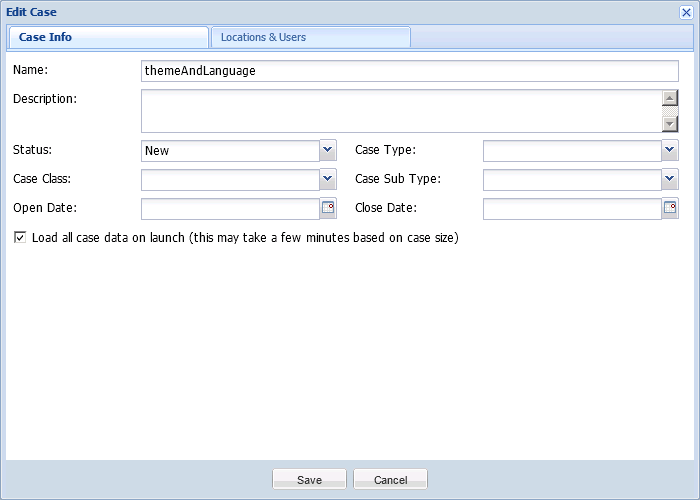 Edit Case
Case Info
Locations & Users
Name:
themeAndLanguage
Description:
Status:
New
Case Type:
Case Class:
Case Sub Type:
Open Date:
Close Date:
Load all case data on launch (this may take a few minutes based on case size)
Save
Cancel